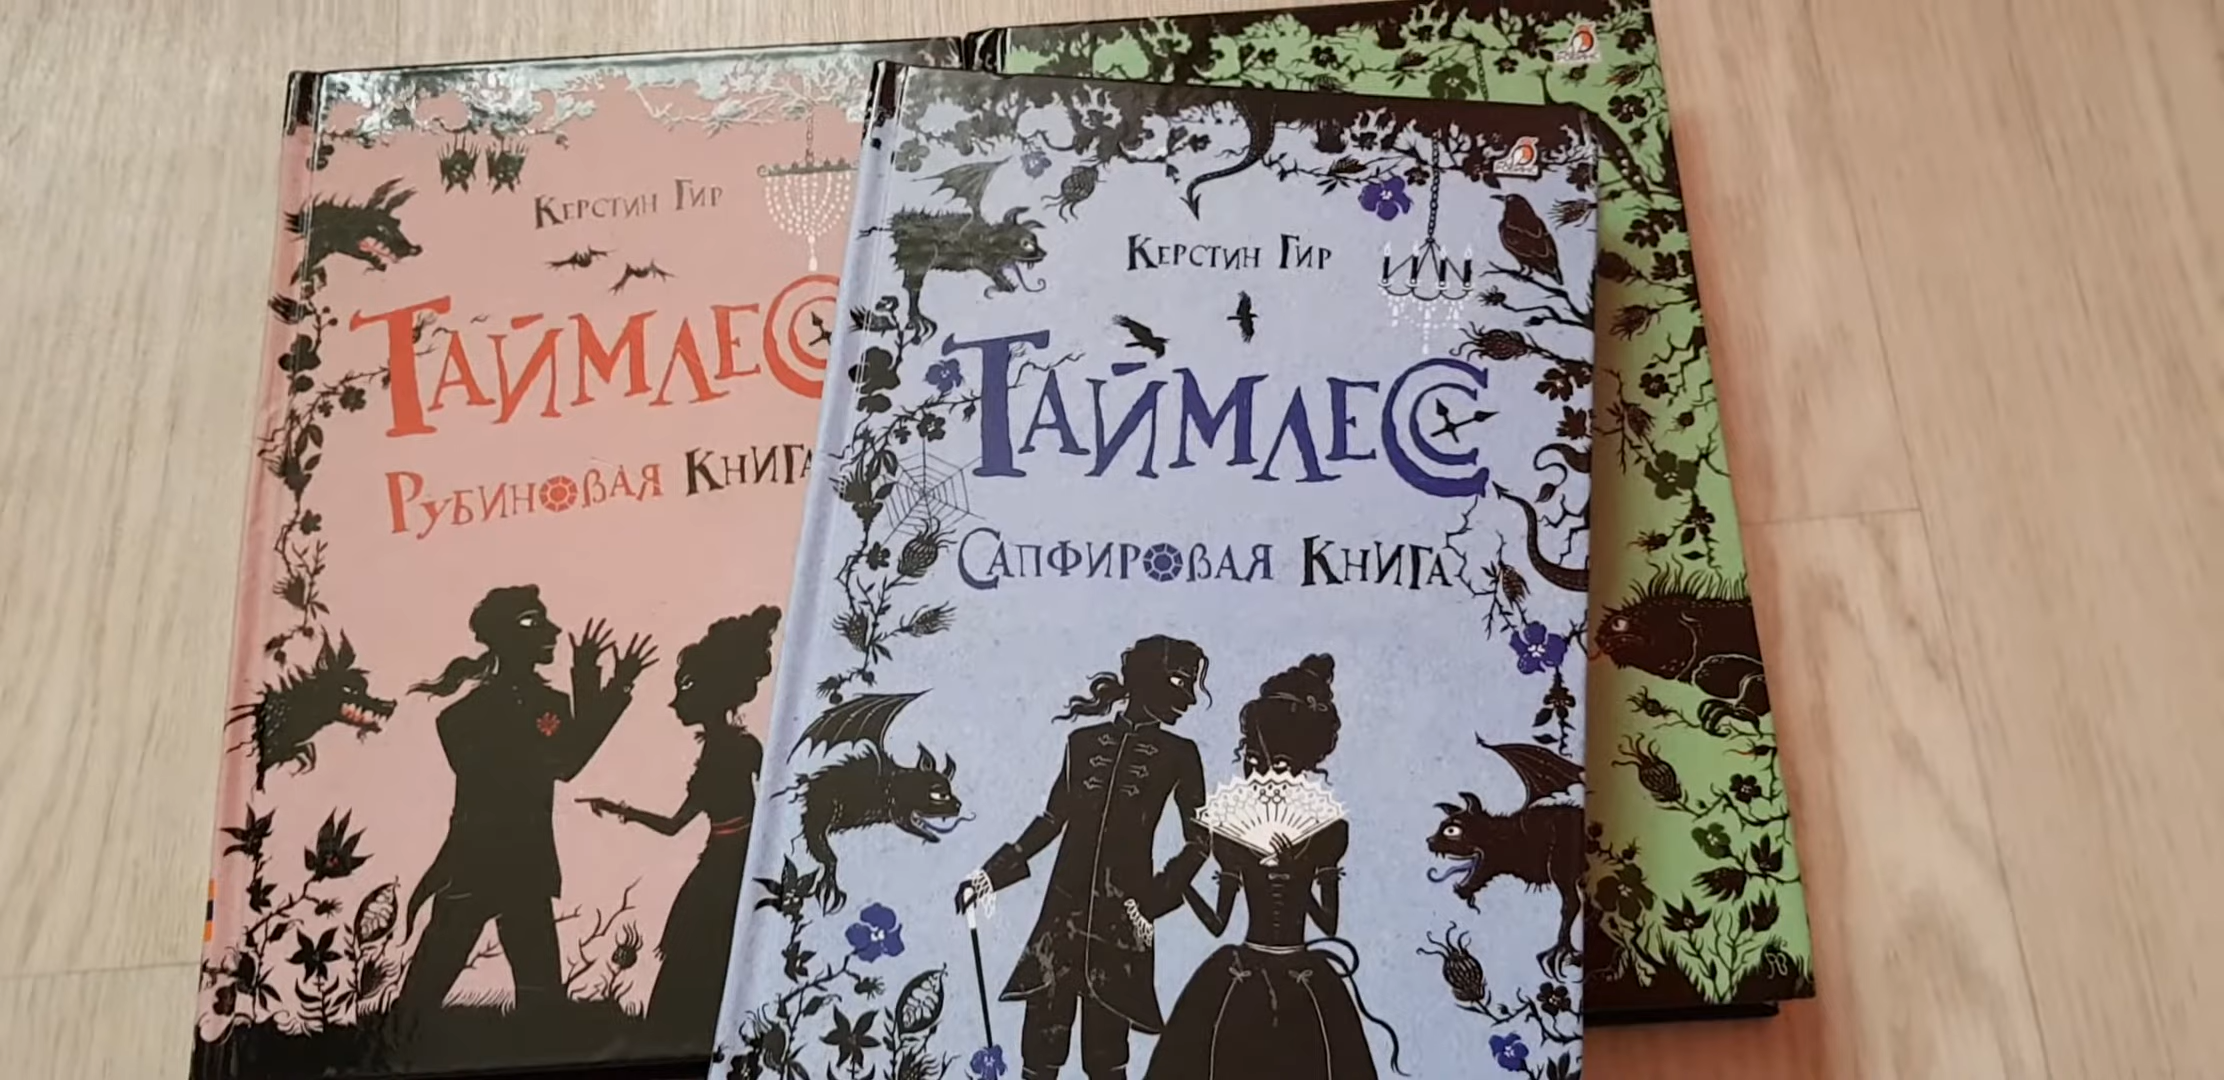 Керстин Гир
Таймлесс
Рубиновая Книга
Керстин Гир
Таймлесс
Сапфировая Книга